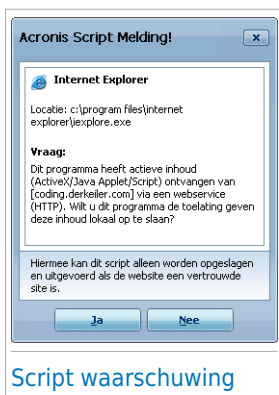 Acronis Script Melding!
Internet Explorer
Locatie: c:\program files\internet
explorer\iexplore.exe
Vraag:
Dit programma heeft actieve inhoud
(ActiveX/Java Applet/Script) ontvangen van
[coding.derkeiler.com] via een webservice
(HTTP). Wilt u dit programma de toelating geven
deze inhoud lokaal op te slaan?
Hiermee kan dit script alleen worden opgeslagen
en uitgevoerd als de website een vertrouwde
site is.
Ja Nee
Script waarschuwing